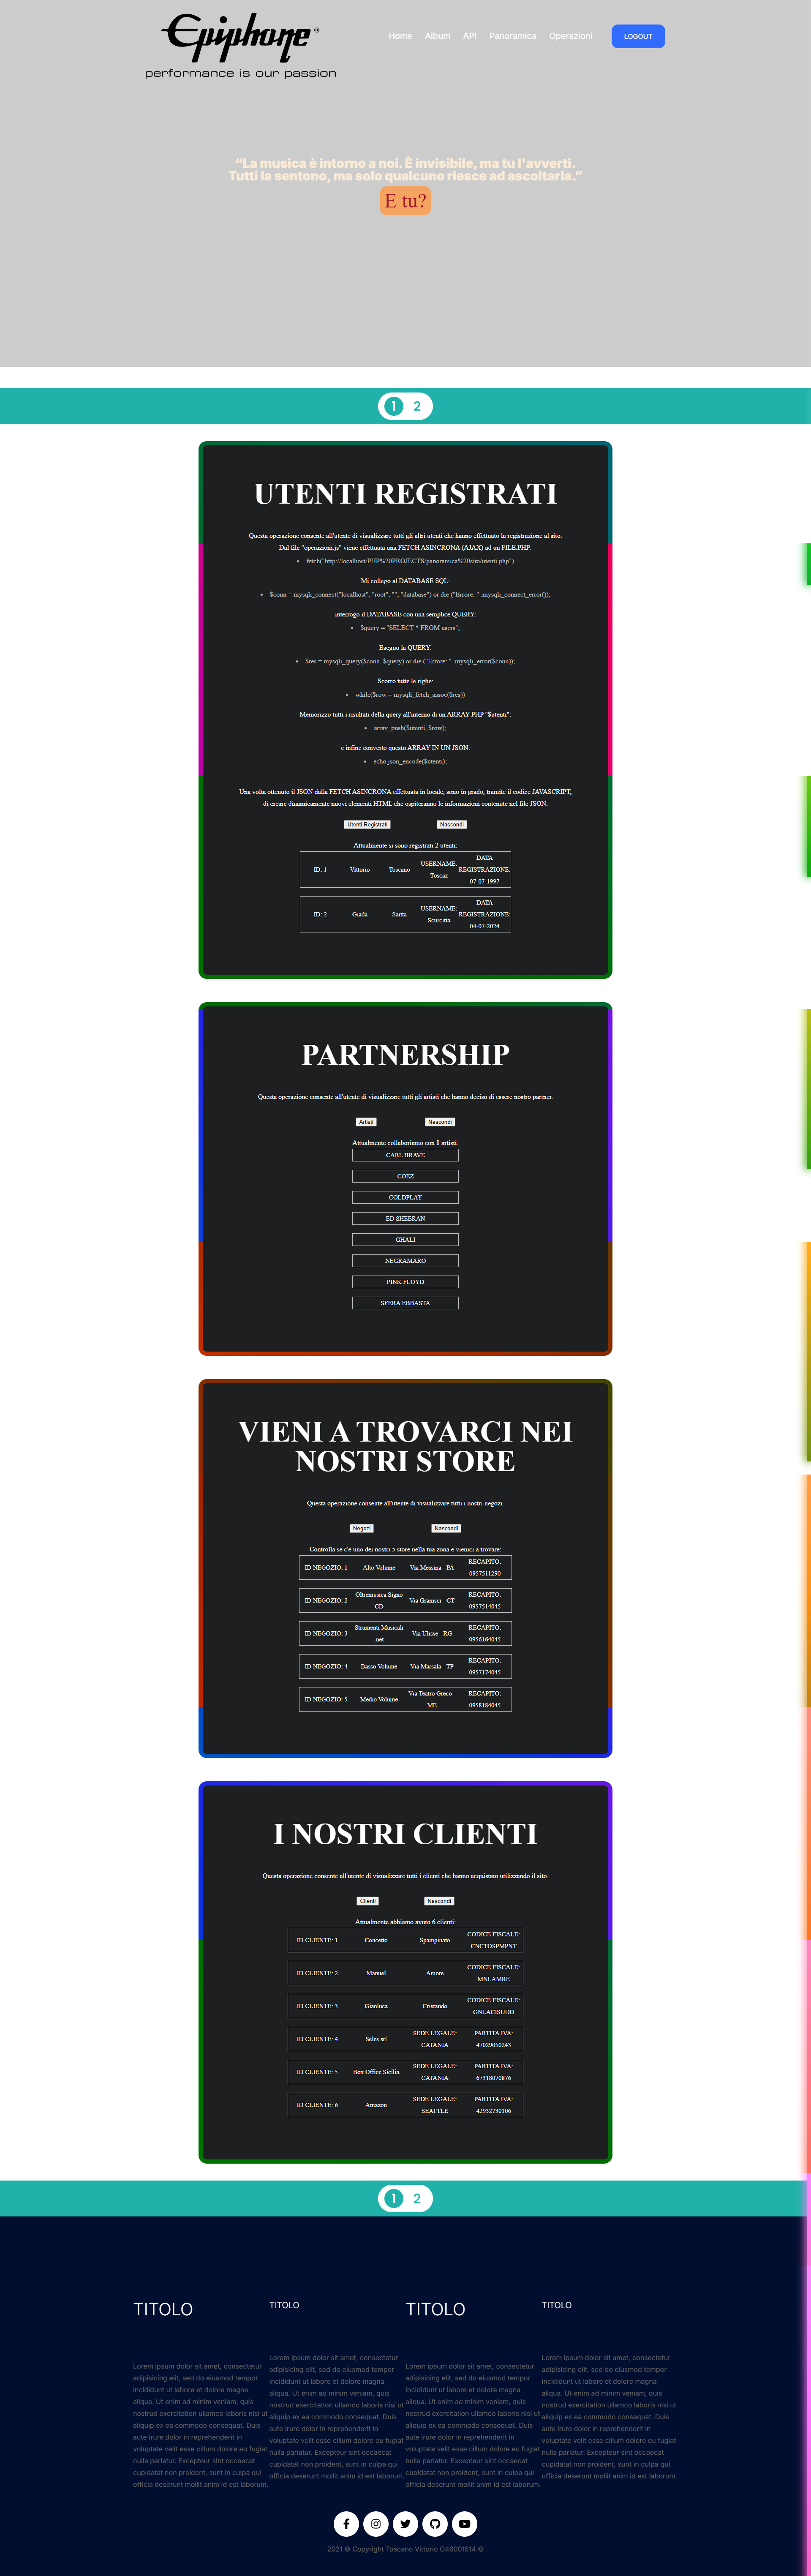 Epiphone®
performance is our passion
Home Album API Panoramica Operazioni LOGOUT
“La musica è intorno a noi. È invisibile, ma tu l'avverti.
Tutti la sentono, ma solo qualcuno riesce ad ascoltarla.”
E tu?
1 2
UTENTI REGISTRATI
Questa operazione consente all'utente di visualizzare tutti gli altri utenti che hanno effettuato la registrazione al sito.
Dal file "operazioni.js" viene effettuata una FETCH ASINCRONA (AJAX) ad un FILE.PHP:
• fetch("http://localhost/PHP%20PROJECTS/panoramica%20sito/utenti.php")
Mi collego al DATABASE SQL:
• $conn = mysqli_connect("localhost", "root", "", "database") or die ("Errore: " .mysqli_connect_error());
interrogo il DATABASE con una semplice QUERY:
• $query = "SELECT * FROM users";
Eseguo la QUERY:
• $res = mysqli_query($conn, $query) or die ("Errore: " .mysqli_error($conn));
Scorro tutte le righe:
• while($row = mysqli_fetch_assoc($res))
Memorizzo tutti i risultati della query all'interno di un ARRAY PHP "$utenti":
• array_push($utenti, $row);
e infine converto questo ARRAY IN UN JSON:
• echo json_encode($utenti);
Una volta ottenuto il JSON dalla FETCH ASINCRONA effettuata in locale, sono in grado, tramite il codice JAVASCRIPT,
di creare dinamicamente nuovi elementi HTML che ospiteranno le informazioni contenute nel file JSON.
Utenti Registrati Nascondi
Attualmente si sono registrati 2 utenti:
ID: 1 Vittorio Toscano USERNAME: Toscaz DATA REGISTRAZIONE: 07-07-1997
ID: 2 Giada Saitta USERNAME: Scurcitta DATA REGISTRAZIONE: 04-07-2024
PARTNERSHIP
Questa operazione consente all'utente di visualizzare tutti gli artisti che hanno deciso di essere nostro partner.
Artisti Nascondi
Attualmente collaboriamo con 8 artisti:
CARL BRAVE
COEZ
COLDPLAY
ED SHEERAN
GHALI
NEGRAMARO
PINK FLOYD
SFERA EBBASTA
VIENI A TROVARCI NEI
NOSTRI STORE
Questa operazione consente all'utente di visualizzare tutti i nostri negozi.
Negozi Nascondi
Controlla se c'è uno dei nostri 5 store nella tua zona e vienici a trovare:
ID NEGOZIO: 1 Alto Volume Via Messina - PA RECAPITO: 0957511290
ID NEGOZIO: 2 Oltremusica Signo CD Via Gramsci - CT RECAPITO: 0957514045
ID NEGOZIO: 3 Strumenti Musicali .net Via Ulisse - RG RECAPITO: 0956164045
ID NEGOZIO: 4 Basso Volume Via Marsala - TP RECAPITO: 0957174045
ID NEGOZIO: 5 Medio Volume Via Teatro Greco - ME RECAPITO: 0958184045
I NOSTRI CLIENTI
Questa operazione consente all'utente di visualizzare tutti i clienti che hanno acquistato utilizzando il sito.
Clienti Nascondi
Attualmente abbiamo avuto 6 clienti:
ID CLIENTE: 1 Concetto Spampinato CODICE FISCALE: CNCTOSPMPNT
ID CLIENTE: 2 Manuel Amore CODICE FISCALE: MNLAMRE
ID CLIENTE: 3 Gianluca Cristaudo CODICE FISCALE: GNLACISUDO
ID CLIENTE: 4 Seles srl SEDE LEGALE: CATANIA PARTITA IVA: 47029050243
ID CLIENTE: 5 Box Office Sicilia SEDE LEGALE: CATANIA PARTITA IVA: 67318070876
ID CLIENTE: 6 Amazon SEDE LEGALE: SEATTLE PARTITA IVA: 42932730106
1 2
TITOLO
Lorem ipsum dolor sit amet, consectetur
adipisicing elit, sed do eiusmod tempor
incididunt ut labore et dolore magna
aliqua. Ut enim ad minim veniam, quis
nostrud exercitation ullamco laboris nisi ut
aliquip ex ea commodo consequat. Duis
aute irure dolor in reprehenderit in
voluptate velit esse cillum dolore eu fugiat
nulla pariatur. Excepteur sint occaecat
cupidatat non proident, sunt in culpa qui
officia deserunt mollit anim id est laborum.
TITOLO
Lorem ipsum dolor sit amet, consectetur
adipisicing elit, sed do eiusmod tempor
incididunt ut labore et dolore magna
aliqua. Ut enim ad minim veniam, quis
nostrud exercitation ullamco laboris nisi ut
aliquip ex ea commodo consequat. Duis
aute irure dolor in reprehenderit in
voluptate velit esse cillum dolore eu fugiat
nulla pariatur. Excepteur sint occaecat
cupidatat non proident, sunt in culpa qui
officia deserunt mollit anim id est laborum.
TITOLO
Lorem ipsum dolor sit amet, consectetur
adipisicing elit, sed do eiusmod tempor
incididunt ut labore et dolore magna
aliqua. Ut enim ad minim veniam, quis
nostrud exercitation ullamco laboris nisi ut
aliquip ex ea commodo consequat. Duis
aute irure dolor in reprehenderit in
voluptate velit esse cillum dolore eu fugiat
nulla pariatur. Excepteur sint occaecat
cupidatat non proident, sunt in culpa qui
officia deserunt mollit anim id est laborum.
TITOLO
Lorem ipsum dolor sit amet, consectetur
adipisicing elit, sed do eiusmod tempor
incididunt ut labore et dolore magna
aliqua. Ut enim ad minim veniam, quis
nostrud exercitation ullamco laboris nisi ut
aliquip ex ea commodo consequat. Duis
aute irure dolor in reprehenderit in
voluptate velit esse cillum dolore eu fugiat
nulla pariatur. Excepteur sint occaecat
cupidatat non proident, sunt in culpa qui
officia deserunt mollit anim id est laborum.
2021 © Copyright Toscano Vittorio O46001514 ©